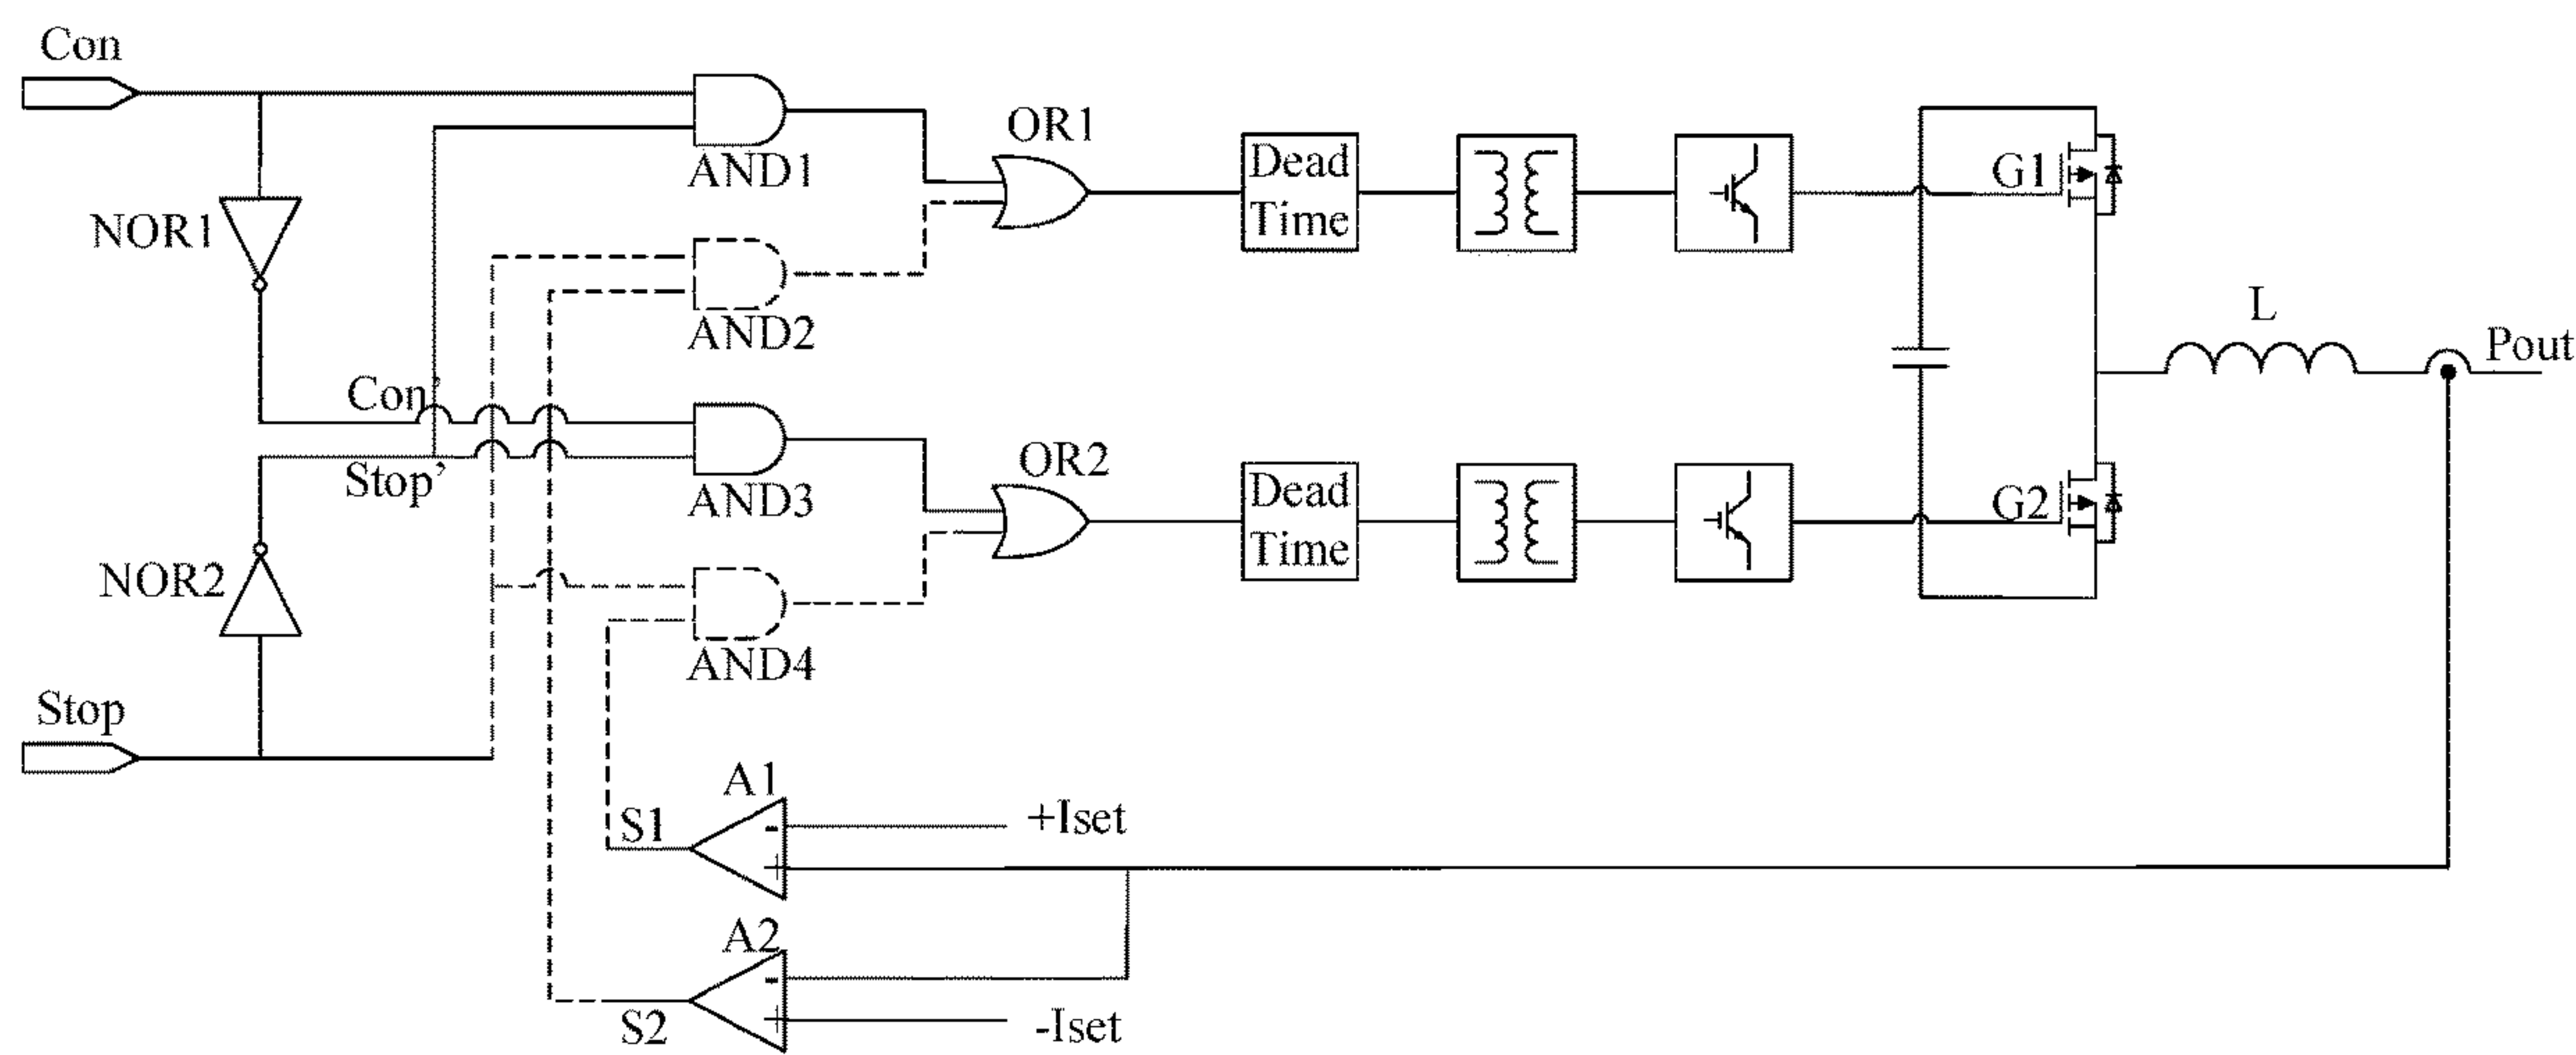 Con
AND1
OR1
Dead
Time
G1
NOR1
AND2
L
Pout
Con'
Stop'
AND3
OR2
Dead
Time
G2
NOR2
AND4
Stop
A1
S1
- +Iset
+
A2
-
S2
+ -Iset